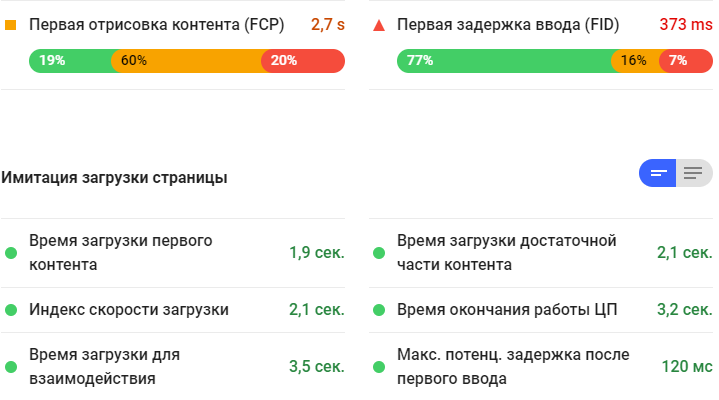 Первая отрисовка контента (FCP) 2,7 s
19% 60% 20%
Первая задержка ввода (FID) 373 ms
77% 16% 7%
Имитация загрузки страницы
Время загрузки первого
контента
1,9 сек.
Время загрузки достаточной
части контента
2,1 сек.
Индекс скорости загрузки 2,1 сек.
Время окончания работы ЦП 3,2 сек.
Время загрузки для
взаимодействия
3,5 сек.
Макс. потенц. задержка после
первого ввода
120 мс